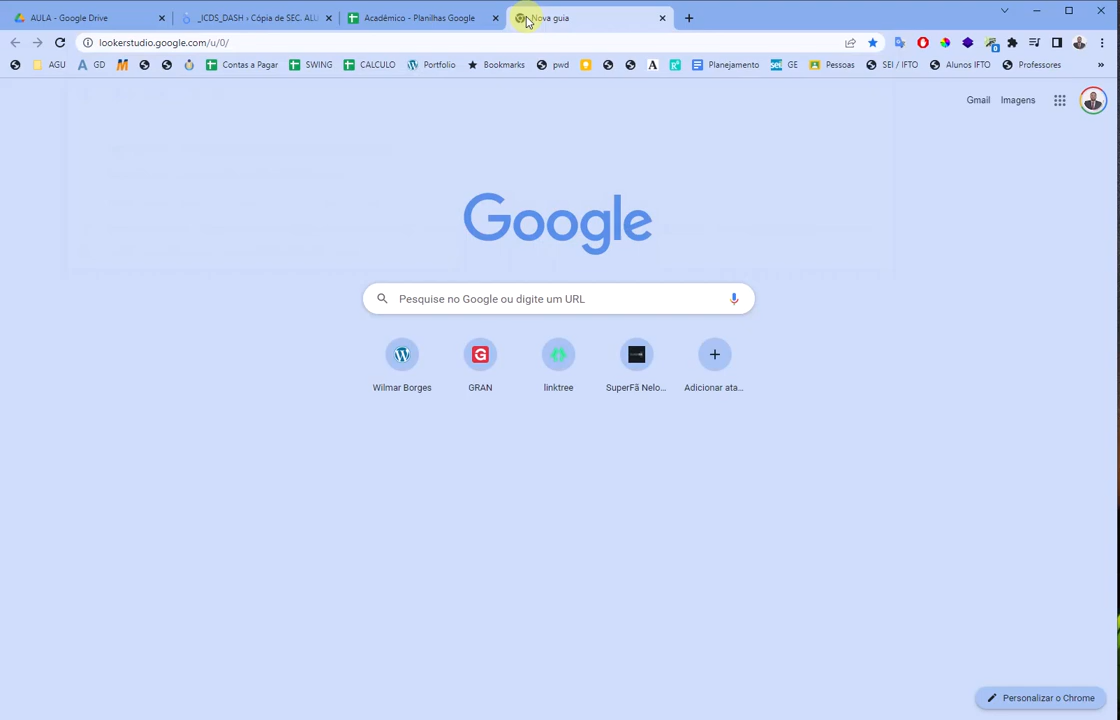 AULA - Google Drive
_ICDS_DASH › Cópia de SEC. ALU
Acadêmico - Planilhas Google
Nova guia
lookerstudio.google.com/u/0/
0
AGU
GD
Contas a Pagar
SWING
CALCULO
Portfolio
Bookmarks
pwd
A
Planejamento
sei!
GE
Pessoas
SEI / IFTO
Alunos IFTO
Professores
»
Gmail
Imagens
Google
Pesquise no Google ou digite um URL
G
Wilmar Borges
GRAN
linktree
SuperFã Nelo...
Adicionar ata...
Personalizar o Chrome